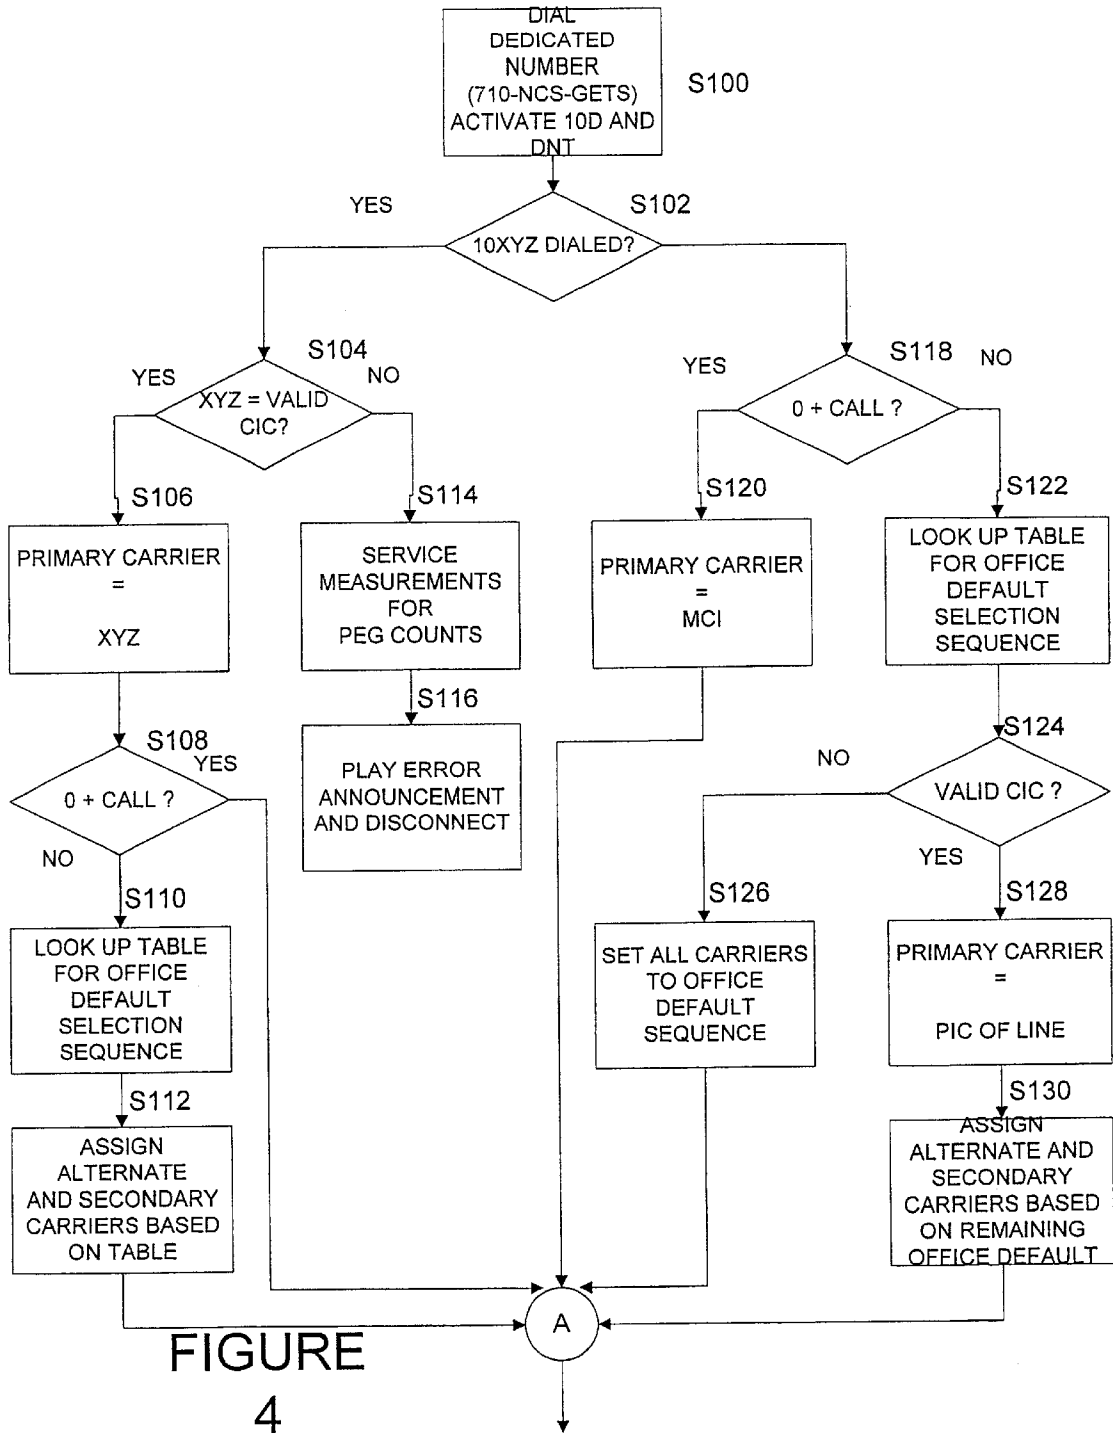 DIAL
DEDICATED
NUMBER
(710-NCS-GETS)
ACTIVATE 10D AND
DNT
S100
YES
S102
10XYZ DIALED?
S104
YES
NO
XYZ = VALID
CIC?
S118
YES
NO
0 + CALL ?
S106
PRIMARY CARRIER
=
XYZ
S114
SERVICE
MEASUREMENTS
FOR
PEG COUNTS
S120
PRIMARY CARRIER
=
MCI
S122
LOOK UP TABLE
FOR OFFICE
DEFAULT
SELECTION
SEQUENCE
S116
PLAY ERROR
ANNOUNCEMENT
AND DISCONNECT
S108
YES
0 + CALL ?
NO
S124
NO
VALID CIC ?
YES
S110
LOOK UP TABLE
FOR OFFICE
DEFAULT
SELECTION
SEQUENCE
S126
SET ALL CARRIERS
TO OFFICE
DEFAULT
SEQUENCE
S128
PRIMARY CARRIER
=
PIC OF LINE
S112
ASSIGN
ALTERNATE
AND SECONDARY
CARRIERS BASED
ON TABLE
S130
ASSIGN
ALTERNATE AND
SECONDARY
CARRIERS BASED
ON REMAINING
OFFICE DEFAULT
A
FIGURE
4